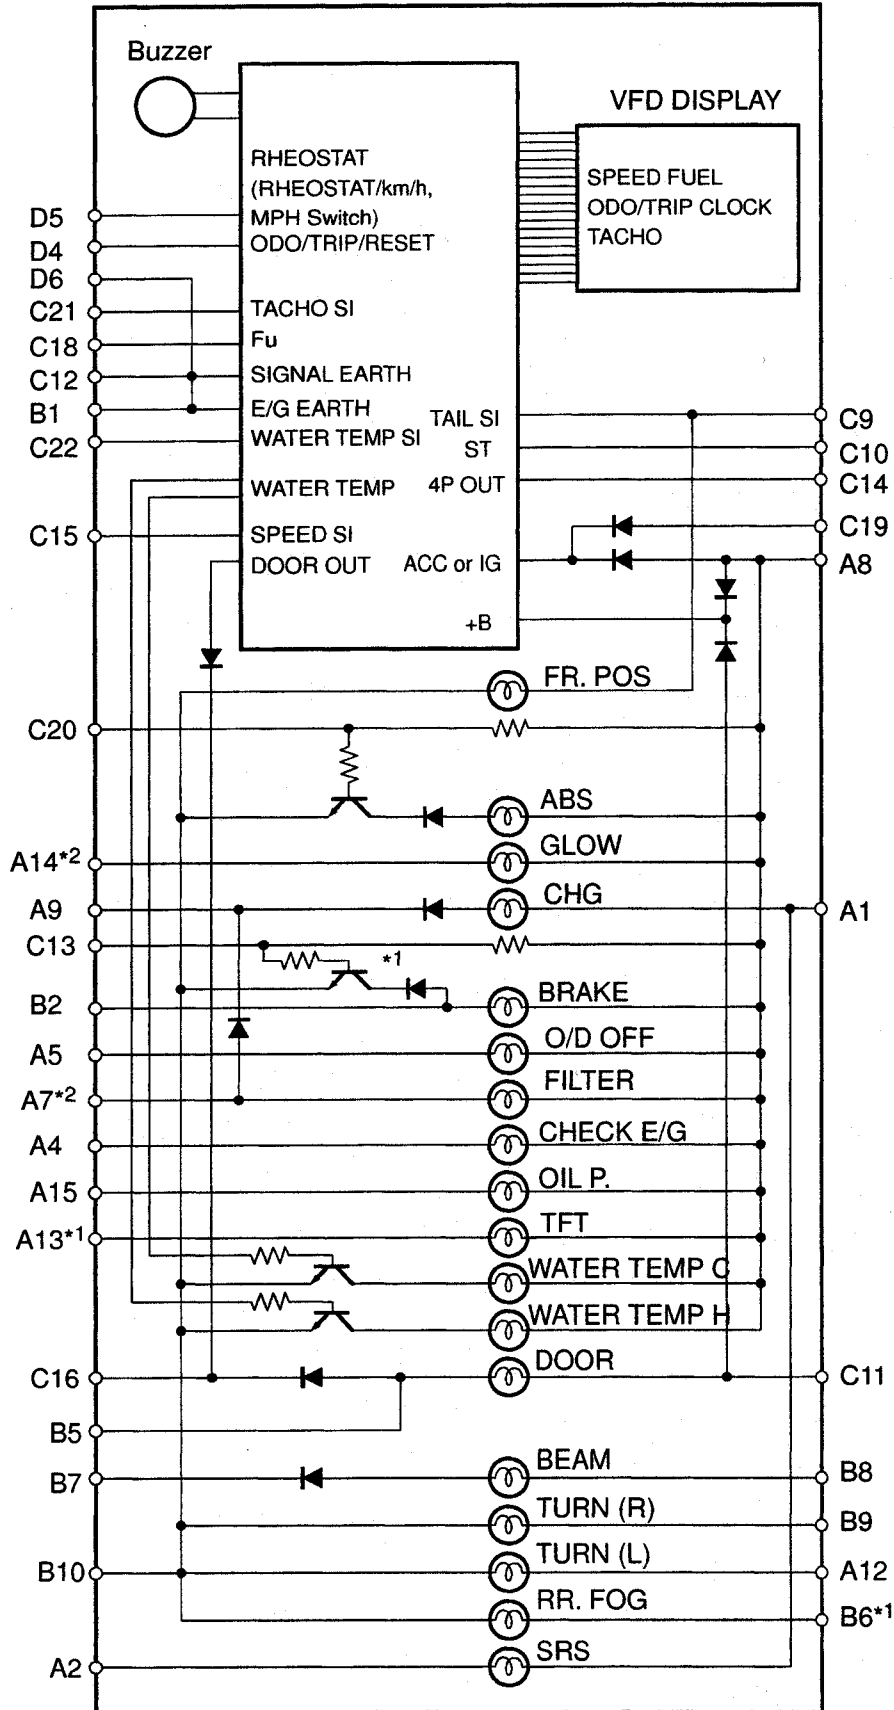 Buzzer
VFD DISPLAY
RHEOSTAT
(RHEOSTAT/km/h,
MPH Switch)
ODO/TRIP/RESET
TACHO SI
Fu
SIGNAL EARTH
E/G EARTH
WATER TEMP SI
WATER TEMP
SPEED SI
DOOR OUT
TAIL SI
ST
4P OUT
ACC or IG
+B
SPEED FUEL
ODO/TRIP CLOCK
TACHO
D5
D4
D6
C21
C18
C12
B1
C22
C15
C20
A14*2
A9
C13
B2
A5
A7*2
A4
A15
A13*1
C16
B5
B7
B10
A2
FR. POS
ABS
GLOW
CHG
*1
BRAKE
O/D OFF
FILTER
CHECK E/G
OIL P.
TFT
WATER TEMP C
WATER TEMP H
DOOR
BEAM
TURN (R)
TURN (L)
RR. FOG
SRS
C9
C10
C14
C19
A8
A1
C11
B8
B9
A12
B6*1